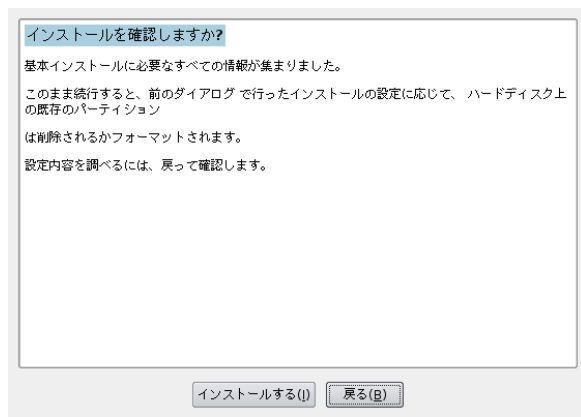 インストールを確認しますか?
基本インストールに必要なすべての情報が集まりました。
このまま続行すると、前のダイアログ で行ったインストールの設定に応じて、 ハードディスク上
の既存のパーティション
は削除されるかフォーマットされます。
設定内容を調べるには、戻って確認します。
インストールする(I) 戻る(B)